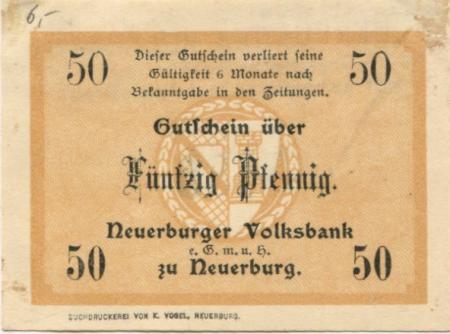 6,-
50 Dieser Gutschein verliert seine 50
Gültigkeit 6 Monate nach
Bekanntgabe in den Zeitungen.
Gutschein über
Fünfzig Pfennig.
Neuerburger Volksbank
e. G. m. u. H.
50 zu Neuerburg. 50
BUCHDRUCKEREI VON K. VOGEL, NEUERBURG.